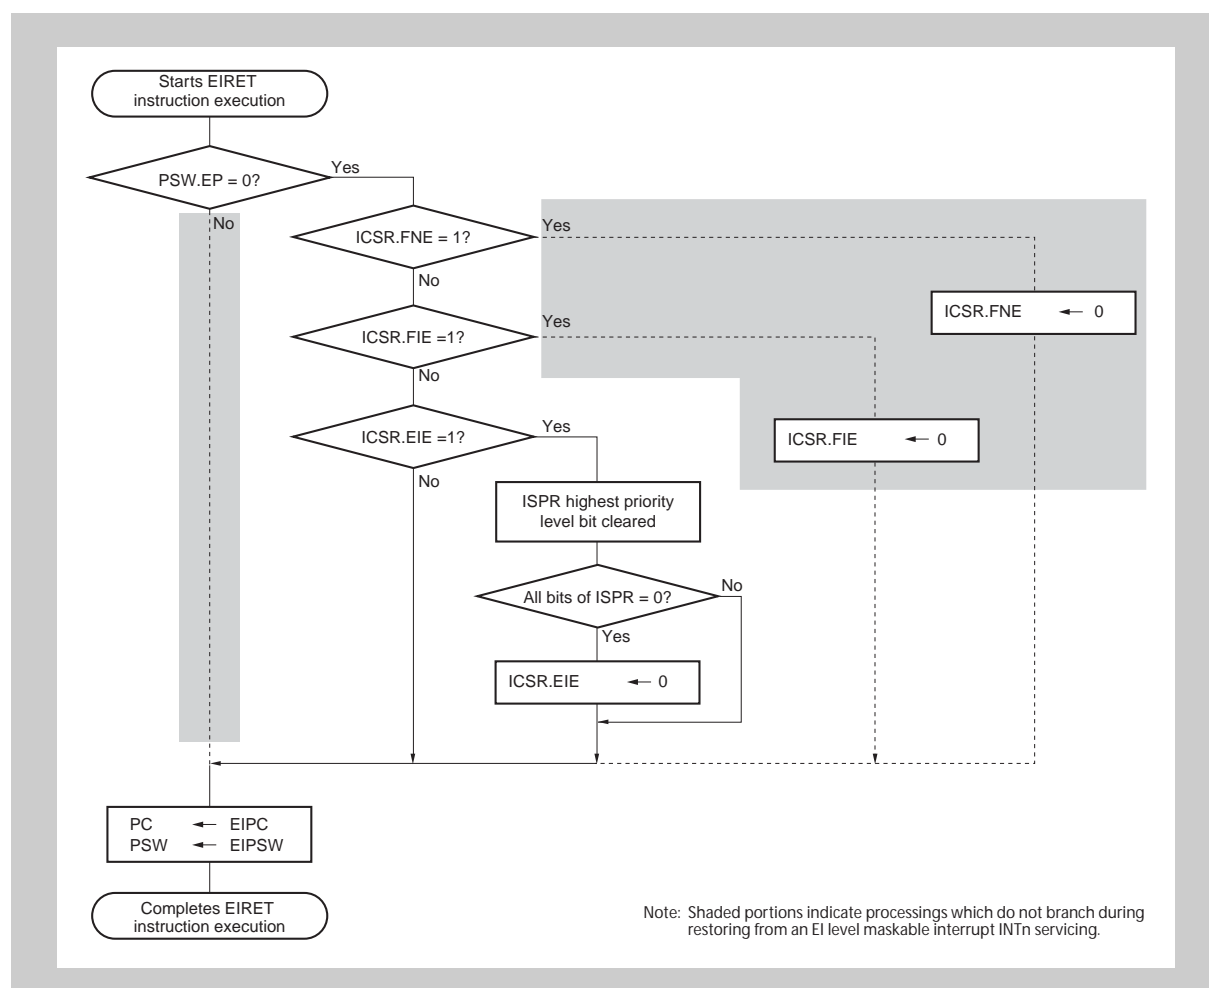 Starts EIRET
instruction execution
PSW.EP = 0?
Yes
No
ICSR.FNE = 1?
Yes
No
ICSR.FNE ← 0
ICSR.FIE =1?
Yes
No
ICSR.FIE ← 0
ICSR.EIE =1?
Yes
No
ISPR highest priority
level bit cleared
All bits of ISPR = 0?
No
Yes
ICSR.EIE ← 0
PC ← EIPC
PSW ← EIPSW
Completes EIRET
instruction execution
Note: Shaded portions indicate processings which do not branch during
restoring from an EI level maskable interrupt INTn servicing.